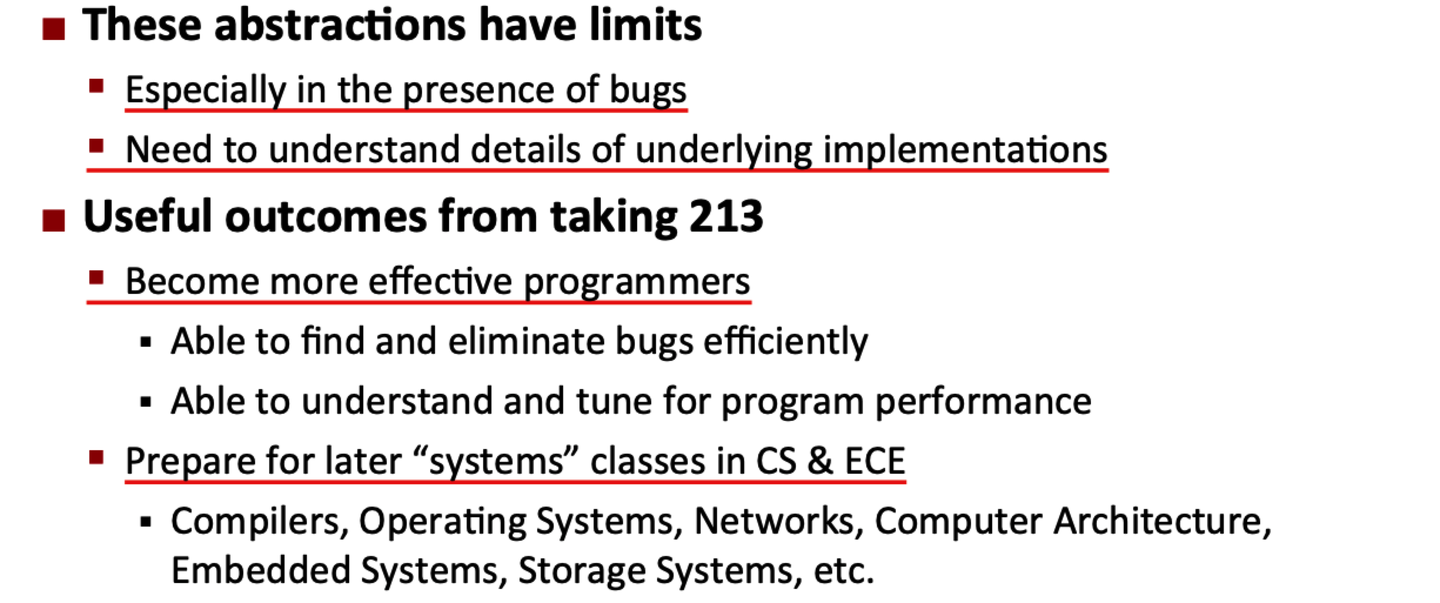 These abstractions have limits
Especially in the presence of bugs
Need to understand details of underlying implementations
Useful outcomes from taking 213
Become more effective programmers
Able to find and eliminate bugs efficiently
Able to understand and tune for program performance
Prepare for later “systems” classes in CS & ECE
Compilers, Operating Systems, Networks, Computer Architecture,
Embedded Systems, Storage Systems, etc.